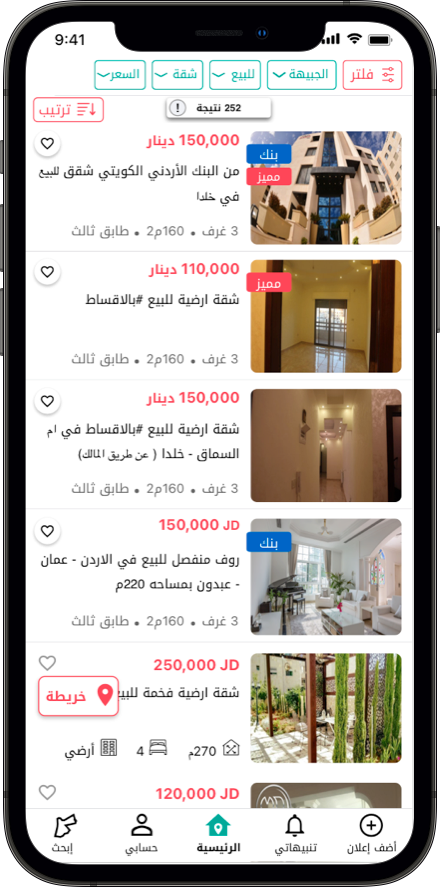 9:41
فلتر
الجبيهة
للبيع
شقة
السعر
252 نتيجة
ترتيب
150,000 دينار
بنك
مميز
من البنك الأردني الكويتي شقق للبيع
في خلدا
3 غرف • 160م2 • طابق ثالث
110,000 دينار
مميز
شقة ارضية للبيع #بالاقساط
3 غرف • 160م2 • طابق ثالث
150,000 دينار
شقة ارضية للبيع #بالاقساط في ام
السماق - خلدا ( عن طريق المالك)
3 غرف • 160م2 • طابق ثالث
150,000 JD
بنك
روف منفصل للبيع في الاردن - عمان
- عبدون بمساحه 220م
3 غرف • 160م2 • طابق ثالث
250,000 JD
شقة ارضية فخمة للبيع
خريطة
270م
4
أرضي
120,000 JD
أضف إعلان
تنبيهاتي
الرئيسية
حسابي
إبحث